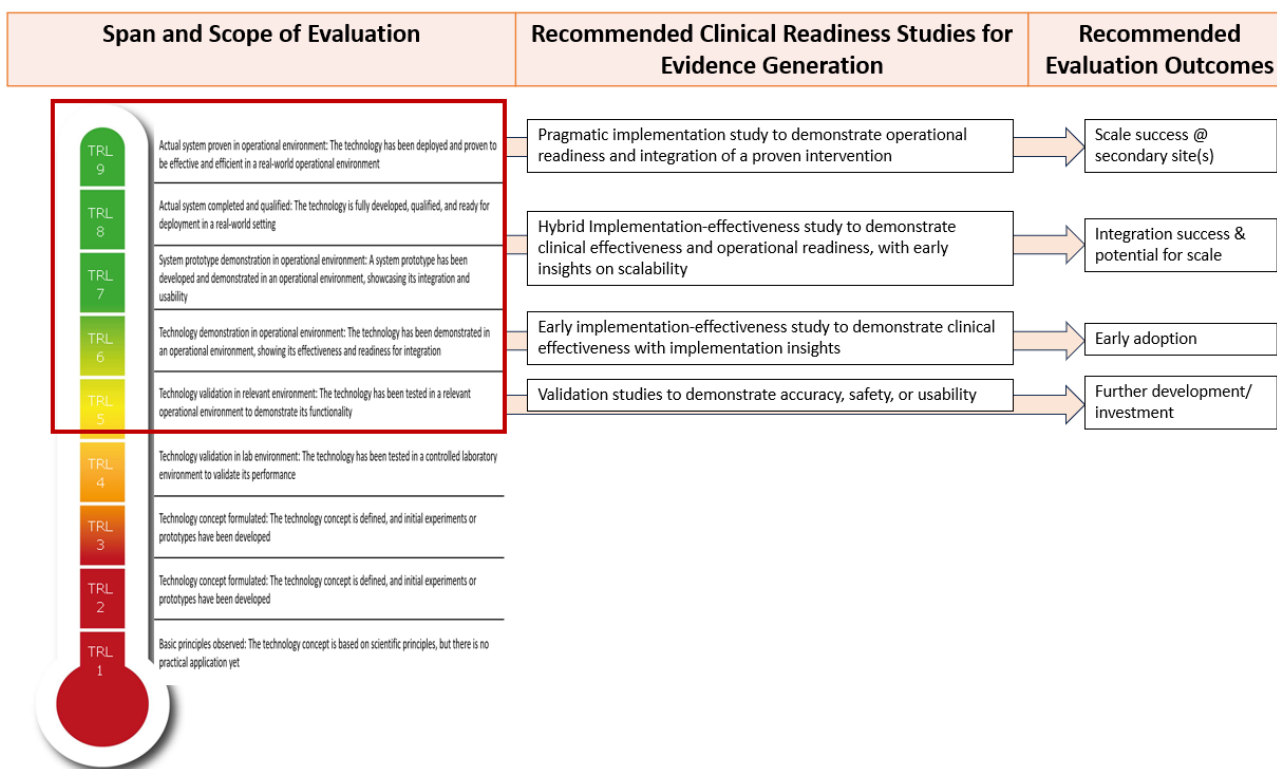 Span and Scope of Evaluation
Recommended Clinical Readiness Studies for
Evidence Generation
Recommended
Evaluation Outcomes
TRL
9
Actual system proven in operational environment: The technology has been deployed and proven to
be effective and efficient in a real-world operational environment
Pragmatic implementation study to demonstrate operational
readiness and integration of a proven intervention
Scale success @
secondary site(s)
TRL
8
Actual system completed and qualified: The technology is fully developed, qualified, and ready for
deployment in a real-world setting
Hybrid Implementation-effectiveness study to demonstrate
clinical effectiveness and operational readiness, with early
insights on scalability
Integration success &
potential for scale
TRL
7
System prototype demonstration in operational environment: A system prototype has been
developed and demonstrated in an operational environment, showcasing its integration and
usability
TRL
6
Technology demonstration in operational environment: The technology has been demonstrated in
an operational environment, showing its effectiveness and readiness for integration
Early implementation-effectiveness study to demonstrate clinical
effectiveness with implementation insights
Early adoption
TRL
5
Technology validation in relevant environment: The technology has been tested in a relevant
operational environment to demonstrate its functionality
Validation studies to demonstrate accuracy, safety, or usability
Further development/
investment
TRL
4
Technology validation in lab environment: The technology has been tested in a controlled laboratory
environment to validate its performance
TRL
3
Technology concept formulated: The technology concept is defined, and initial experiments or
prototypes have been developed
TRL
2
Technology concept formulated: The technology concept is defined, and initial experiments or
prototypes have been developed
TRL
1
Basic principles observed: The technology concept is based on scientific principles, but there is no
practical application yet